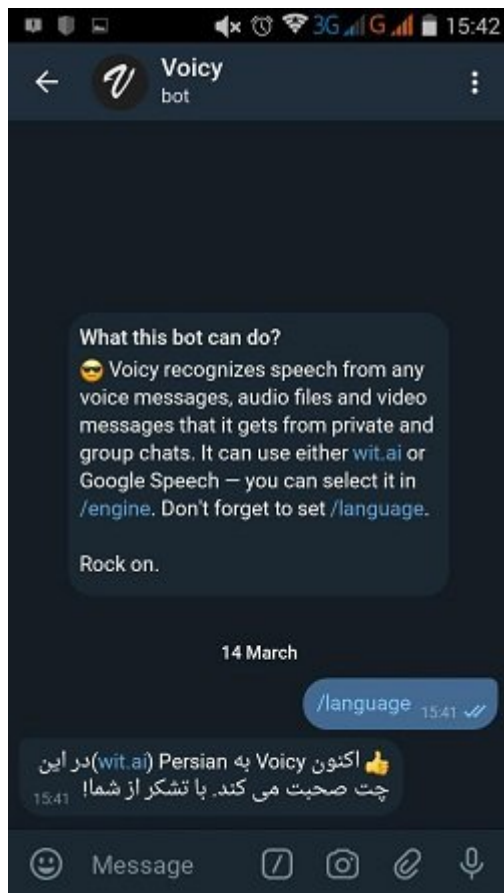 3G G 15:42
Voicy
bot
What this bot can do?
😎 Voicy recognizes speech from any
voice messages, audio files and video
messages that it gets from private and
group chats. It can use either wit.ai or
Google Speech — you can select it in
/engine. Don't forget to set /language.
Rock on.
14 March
/language 15:41
👍 اکنون Voicy به Persian (wit.ai)در این
چت صحبت می کند. با تشکر از شما! 15:41
Message